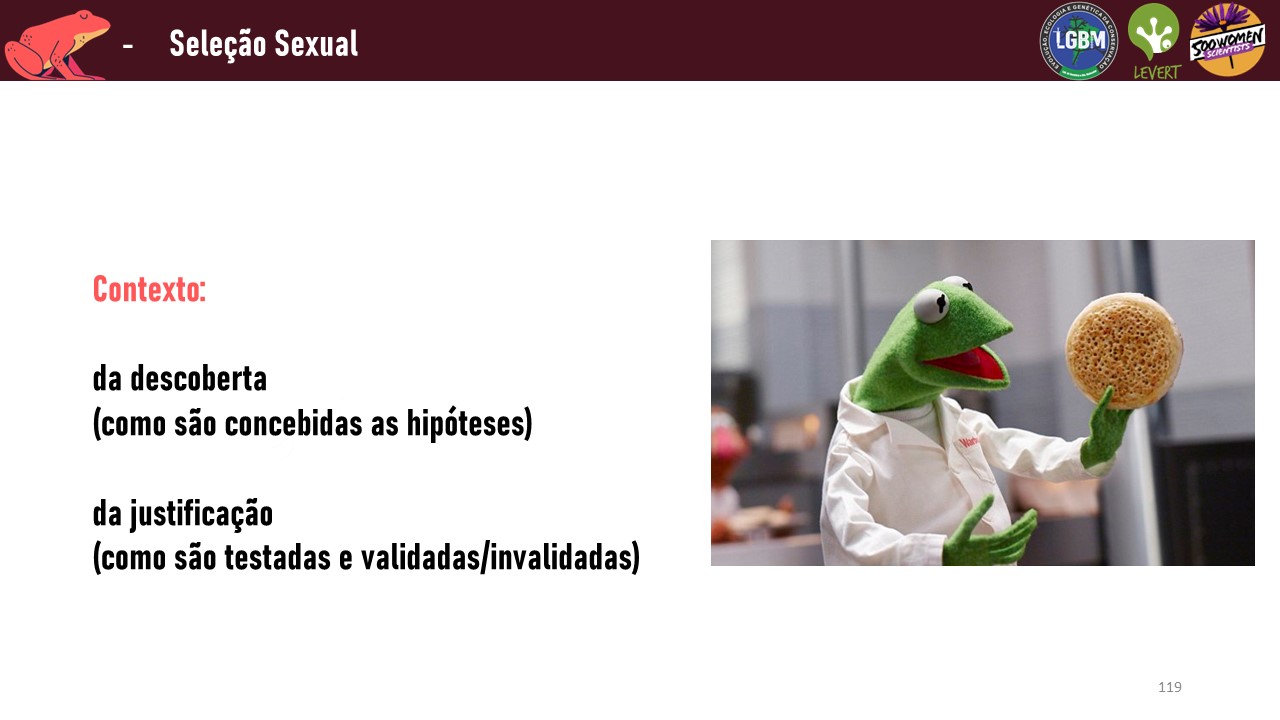 - Seleção Sexual
EVOLUÇÃO, ECOLOGIA E GENÉTICA DA CONSERVAÇÃO
LGBM
LEVERT
500 WOMEN
SCIENTISTS
Contexto:
da descoberta
(como são concebidas as hipóteses)
da justificação
(como são testadas e validadas/invalidadas)
119